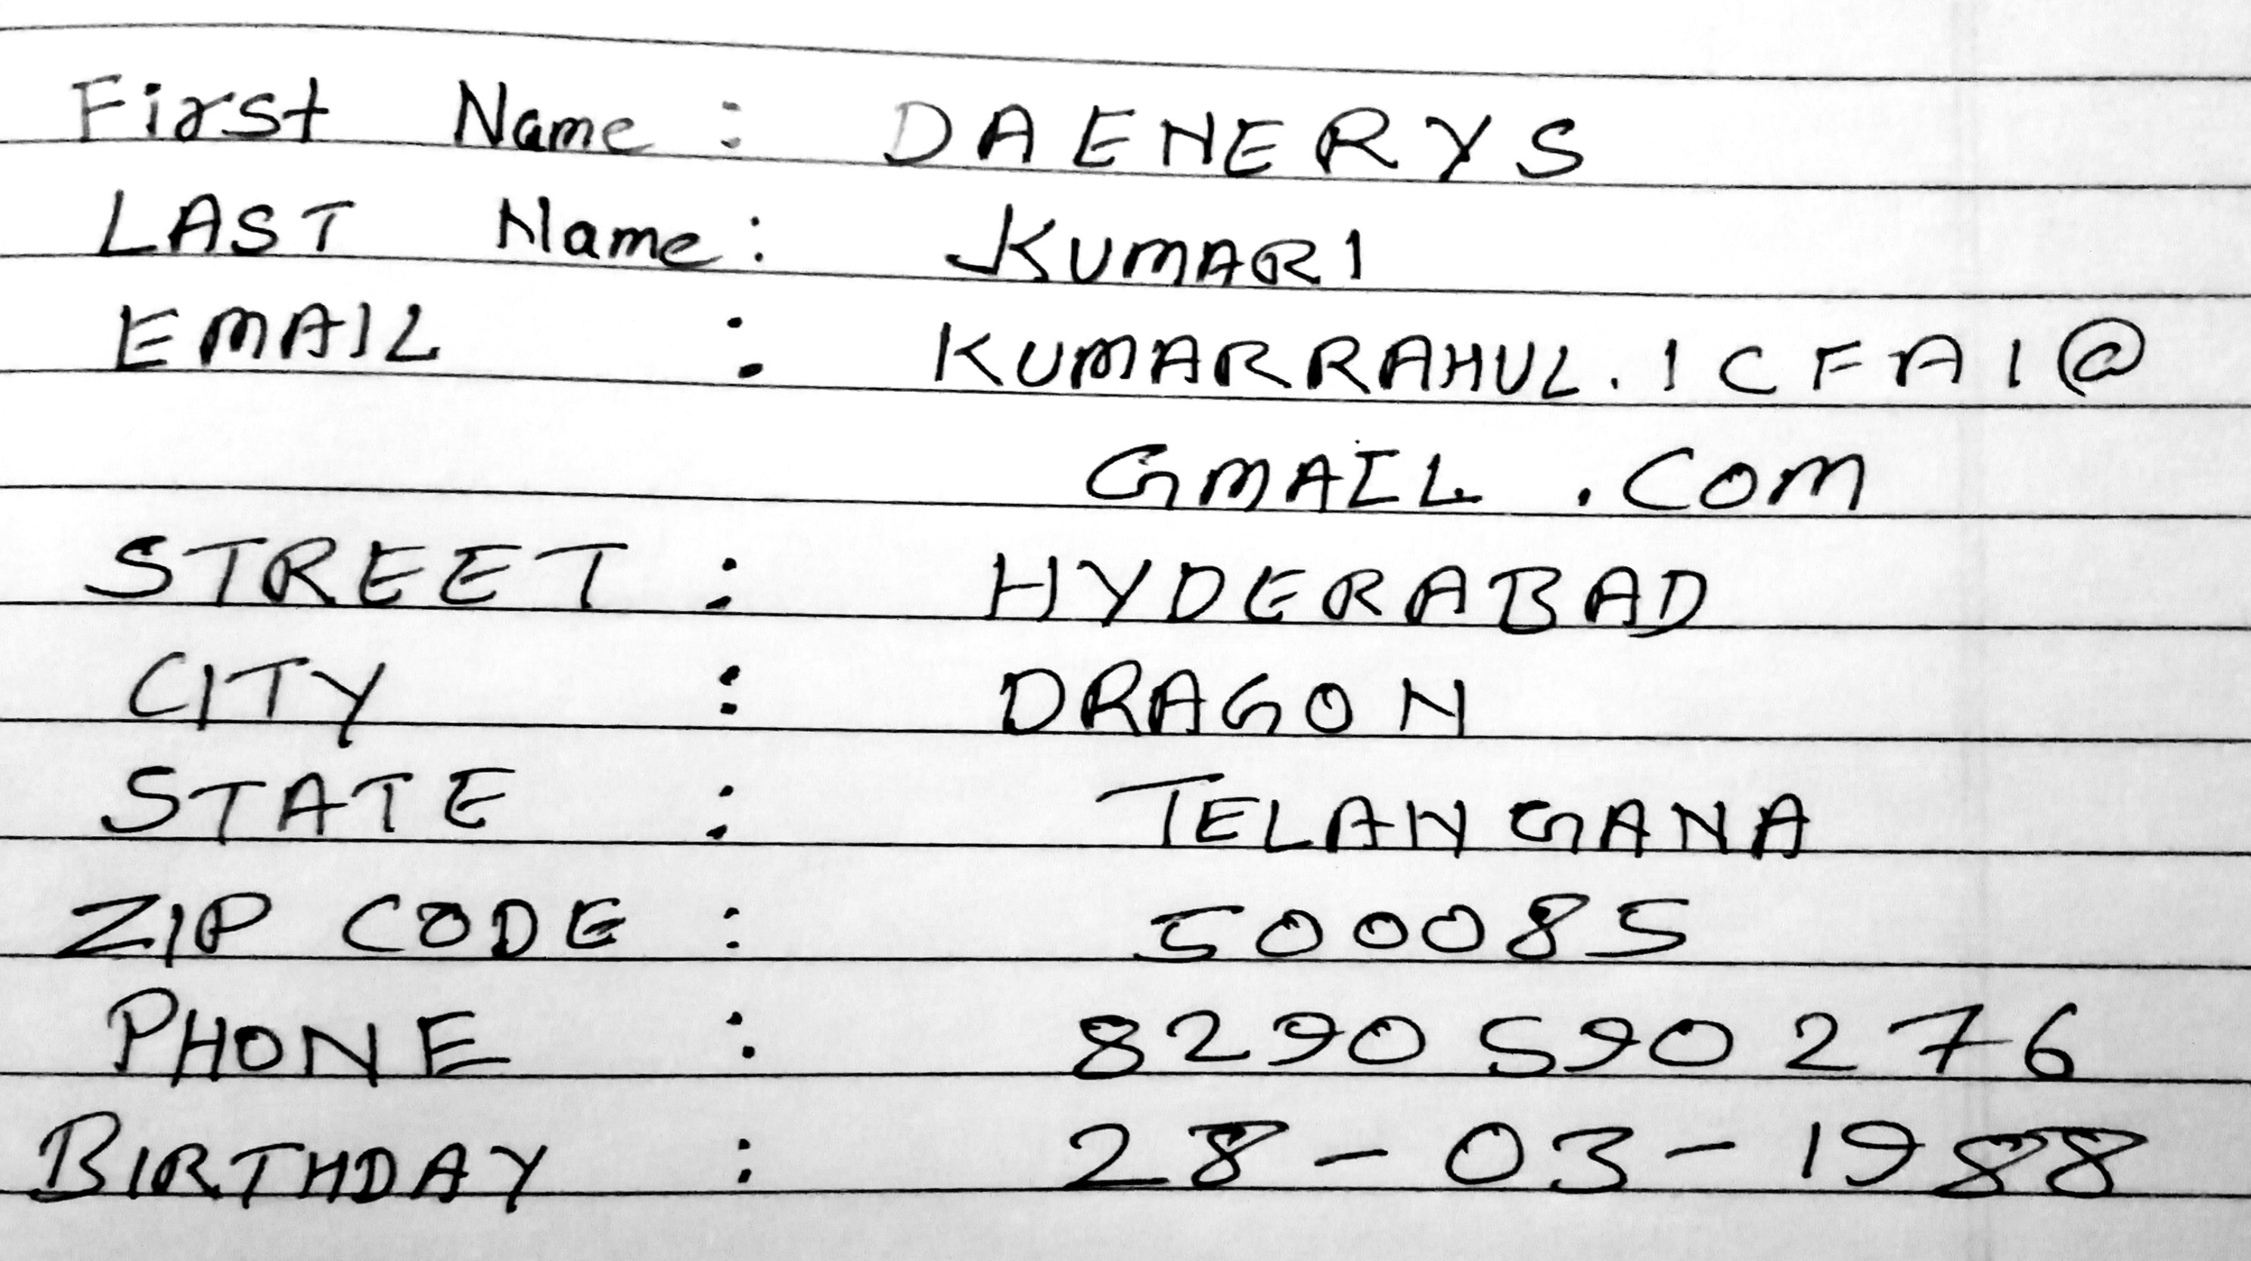 First Name : DAENERYS
LAST Name : KUMARI
EMAIL : KUMARRAHUL.ICFAI@
GMAIL .COM
STREET : HYDERABAD
CITY : DRAGON
STATE : TELANGANA
ZIP CODE : 500085
PHONE : 8290590276
BIRTHDAY : 28-03-1988